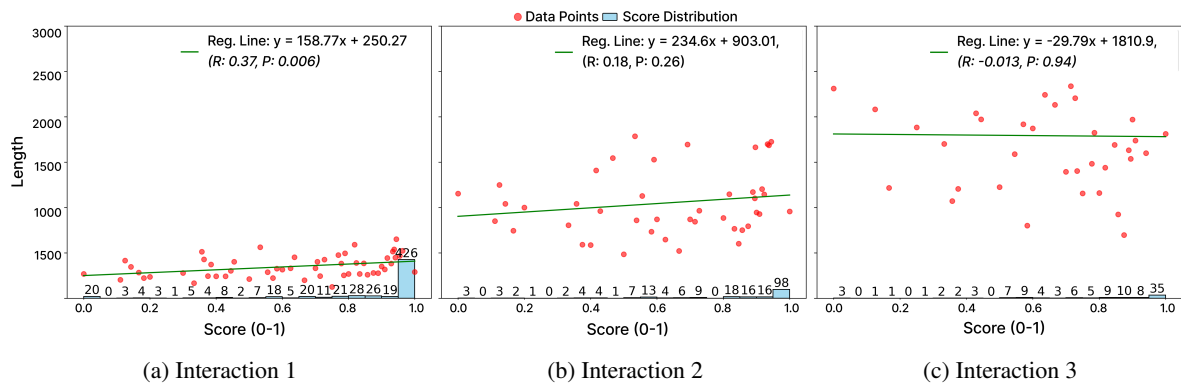 Data Points Score Distribution
3000
2500
2000
1500
1000
1500
Length
Reg. Line: y = 158.77x + 250.27
(R: 0.37, P: 0.006)
20 0 3 4 3 1 5 4 8 2 7 18 5 20 11 21 28 26 19 426
0.0 0.2 0.4 0.6 0.8 1.0
Score (0-1)
(a) Interaction 1
Reg. Line: y = 234.6x + 903.01,
(R: 0.18, P: 0.26)
3 0 3 2 1 0 2 4 4 1 7 13 4 6 9 0 18 16 16 98
0.0 0.2 0.4 0.6 0.8 1.0
Score (0-1)
(b) Interaction 2
Reg. Line: y = -29.79x + 1810.9,
(R: -0.013, P: 0.94)
3 0 1 1 0 1 2 2 3 0 7 9 4 3 6 5 9 10 8 35
0.0 0.2 0.4 0.6 0.8 1.0
Score (0-1)
(c) Interaction 3